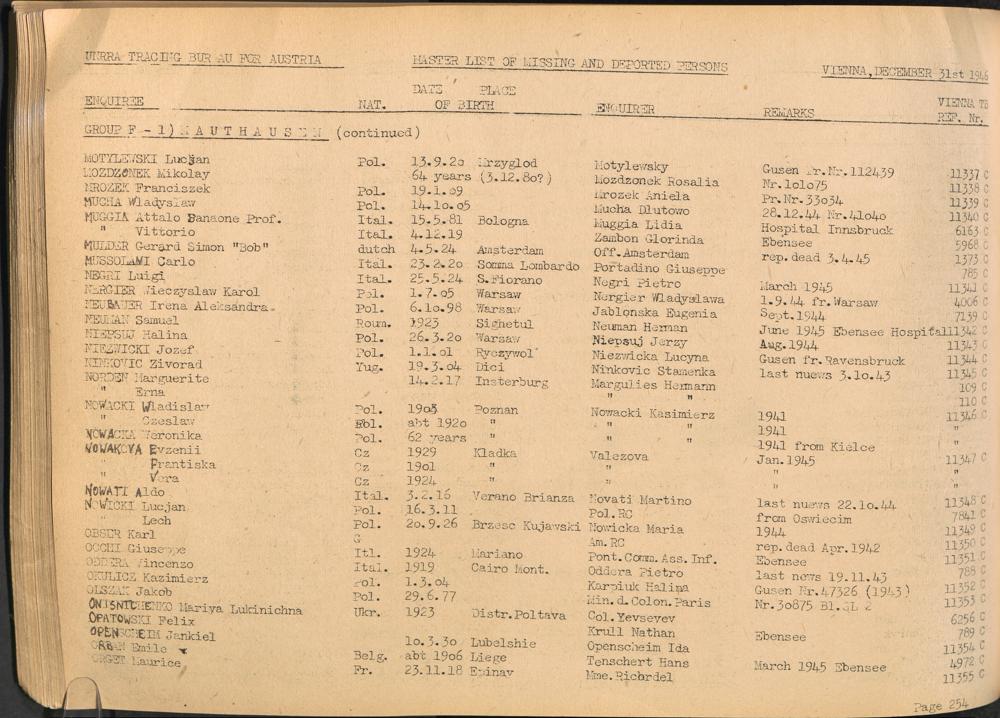 UNRRA TRACING BUREAU FOR AUSTRIA MASTER LIST OF MISSING AND DEPORTED PERSONS VIENNA, DECEMBER 31st 1946
ENQUIREE NAT. DATE PLACE OF BIRTH ENQUIRER REMARKS VIENNA TB REF. Nr.
GROUP F - 1) MAUTHAUSEN (continued)
MOTYLEWSKI Lucjan Pol. 13.9.20 Krzyglod Motylewsky Gusen fr.Nr.112439 11337 C
MOZDZONEK Mikolay 64 years (3.12.80?) Mozdzonek Rosalia Nr.101075 11338 C
MROZEK Franciszek Pol. 19.1.09 Mrozek Aniela Pr.Nr.33034 11339 C
MUCHA Wladyslaw Pol. 14.10.05 Mucha Dlutowo 28.12.44 Nr.41040 11340 C
MUGGIA Attalo Banaone Prof. Ital. 15.5.81 Bologna Muggia Lidia Hospital Innsbruck 6163 C
" Vittorio Ital. 4.12.19 Zambon Glorinda Ebensee 5968 C
MULDER Gerard Simon "Bob" dutch 4.5.24 Amsterdam Off.Amsterdam rep.dead 3.4.45 1373 C
MUSSOLAMI Carlo Ital. 23.2.20 Somma Lombardo Portadino Giuseppe 785 C
NEGRI Luigi Ital. 25.5.24 S.Fiorano Negri Pietro March 1945 11341 C
NERGIER Wieczyslaw Karol Pol. 1.7.05 Warsaw Nergier Wladyslawa 1.9.44 fr.Warsaw 4006 C
NEUBAUER Irena Aleksandra Pol. 6.10.98 Warsaw Jablonska Eugenia Sept.1944 7139 C
NEUMAN Samuel Roum. 1923 Sighetul Neuman Herman June 1945 Ebensee Hospital 11342 C
NIEPSUJ Halina Pol. 26.3.20 Warsaw Niepsuj Jerzy Aug.1944 11343 C
NIEZWICKI Jozef Pol. 1.1.01 Ryczywol Niezwicka Lucyna Gusen fr.Ravensbruck 11344 C
NINKOVIC Zivorad Yug. 19.3.04 Dici Ninkovic Stamenka last nuews 3.10.43 11345 C
NORDEN Marguerite 14.2.17 Insterburg Margulies Hermann 109 C
" Erna " " 110 C
NOWACKI Wladislaw Pol. 1905 Poznan Nowacki Kasimierz 1941 11346 C
" Czeslaw Pol. abt 1920 " " " 1941 "
NOWACKA Weronika Pol. 62 years " " " 1941 from Kielce "
NOWAKOVA Evzenii Cz 1929 Kladka Valezova Jan.1945 11347 C
Frantiska Cz 1901 " " " "
Vera Cz 1924 " " " "
NOWATI Aldo Ital. 3.2.16 Verano Brianza Novati Martino last nuews 22.10.44 11348 C
NOWICKI Lucjan Pol. 16.3.11 Pol.RC from Oswiecim 7841 C
" Lech Pol. 20.9.26 Brzesc Kujawski Nowicka Maria 1944 11349 C
OBSER Karl G Am.RC rep.dead Apr.1942 11350 C
OCCHI Giuseppe Itl. 1924 Mariano Pont.Comm.Ass.Inf. Ebensee 11351 C
ODDERA Vincenzo Ital. 1919 Cairo Mont. Oddera Pietro last news 19.11.43 788 C
OKULICE Kazimierz Pol. 1.3.04 Karpiuk Halina Gusen Nr.47326 (1943) 11352 C
OLSZAK Jakob Pol. 29.6.77 Min.d.Colon.Paris Nr.30875 Bl. 2 11353 C
ONISNTCHENKO Mariya Lukinichna Ukr. 1923 Distr.Poltava Col.Yevsevev 6256 C
OPATOWSKI Felix Krull Nathan Ebensee 789 C
OPENSCHEIM Jankiel 10.3.30 Lubelshie Openscheim Ida 11354 C
ORBAN Emile Belg. abt 1906 Liege Tenschert Hans March 1945 Ebensee 4972 C
ORGET Maurice Fr. 23.11.18 Epinay Mme.Richrdel 11355 C
Page 254